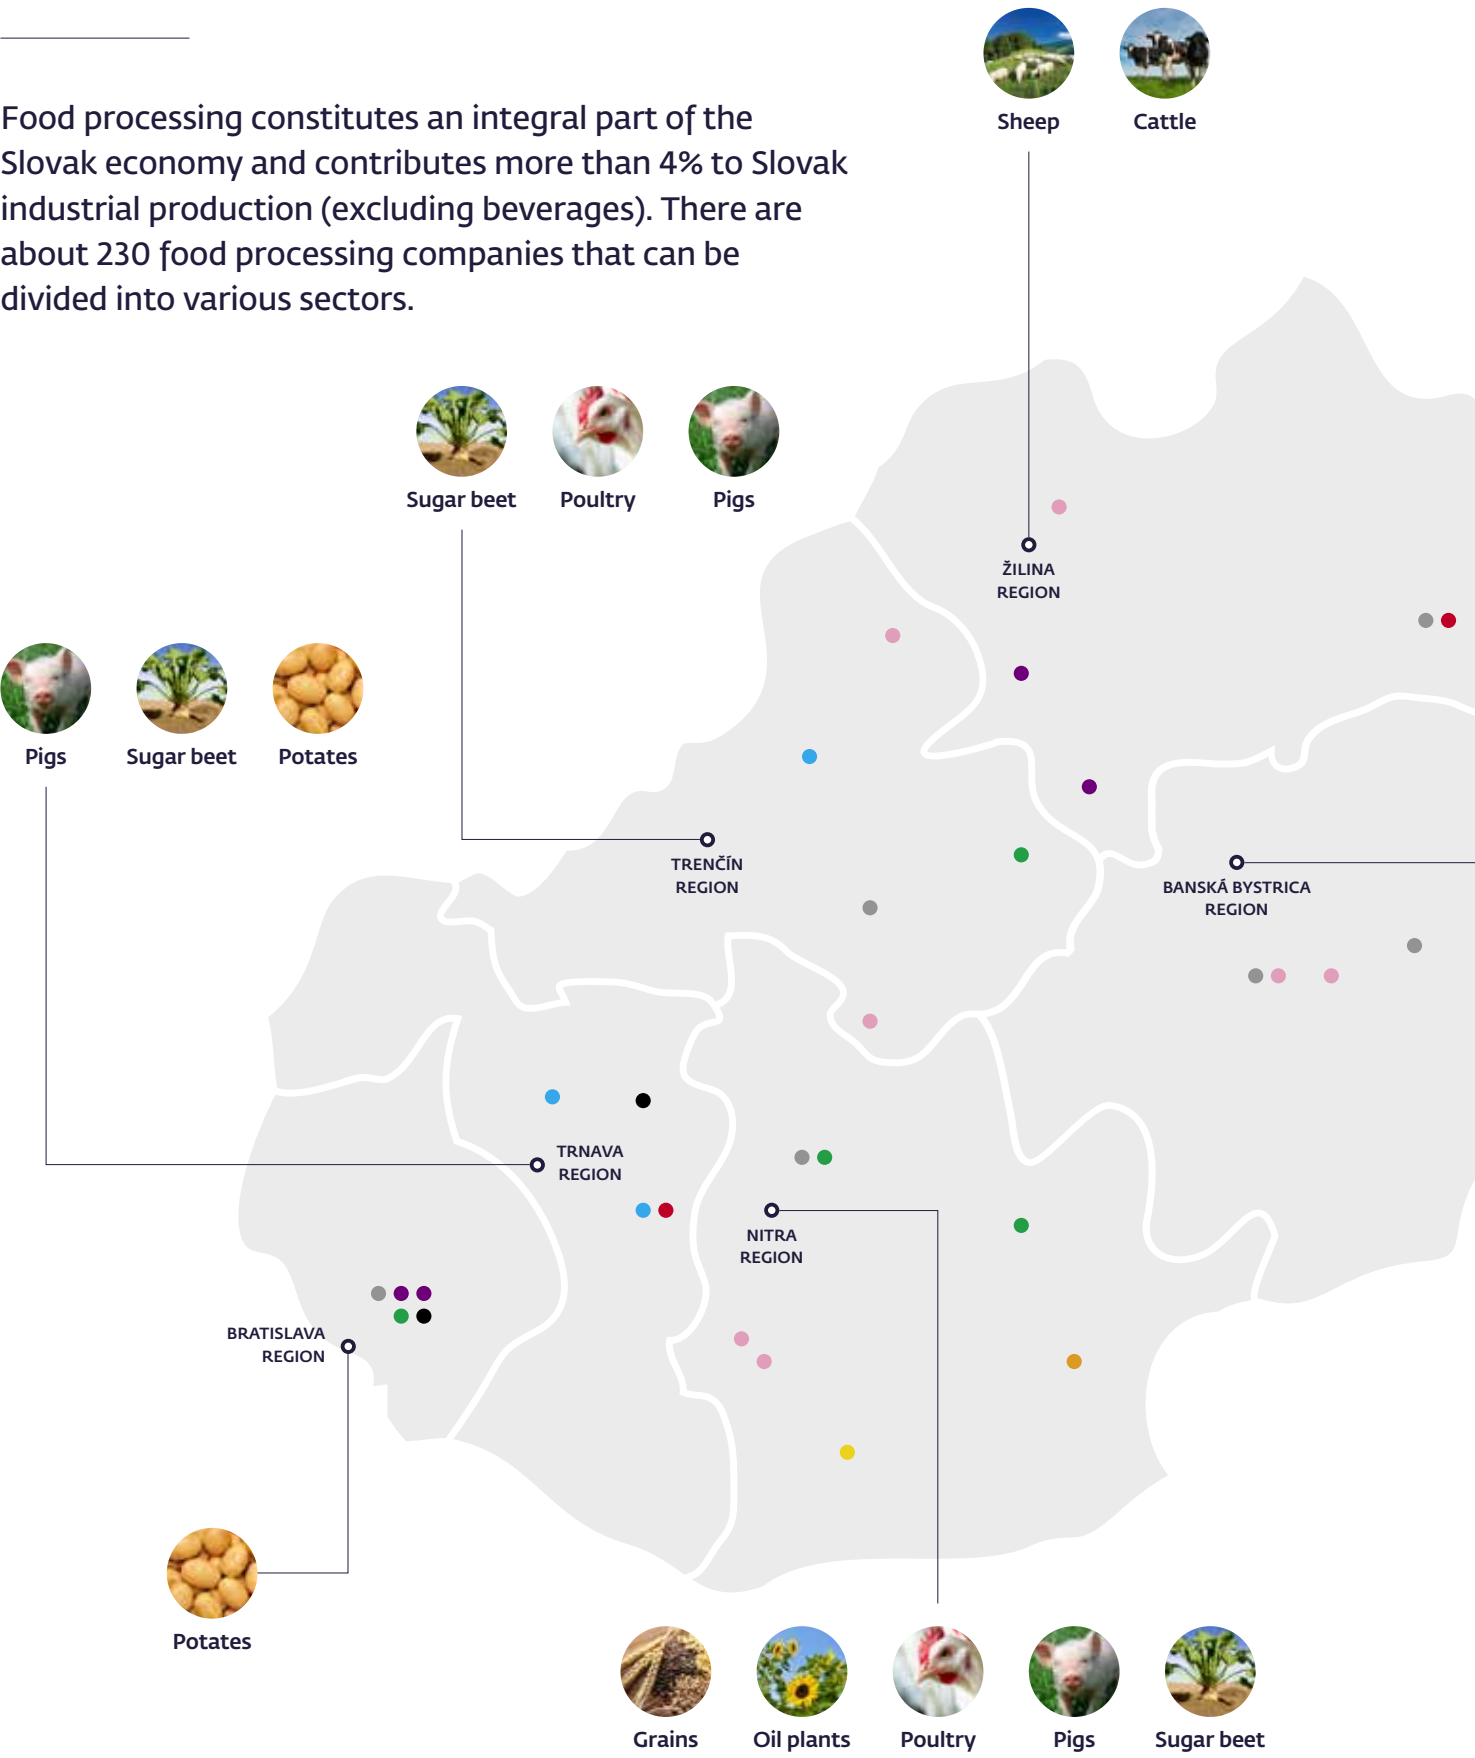 Food processing constitutes an integral part of the
Slovak economy and contributes more than 4% to Slovak
industrial production (excluding beverages). There are
about 230 food processing companies that can be
divided into various sectors.
Sheep
Cattle
Sugar beet
Poultry
Pigs
ŽILINA
REGION
Pigs
Sugar beet
Potates
TRENČÍN
REGION
BANSKÁ BYSTRICA
REGION
TRNAVA
REGION
NITRA
REGION
BRATISLAVA
REGION
Potates
Grains
Oil plants
Poultry
Pigs
Sugar beet